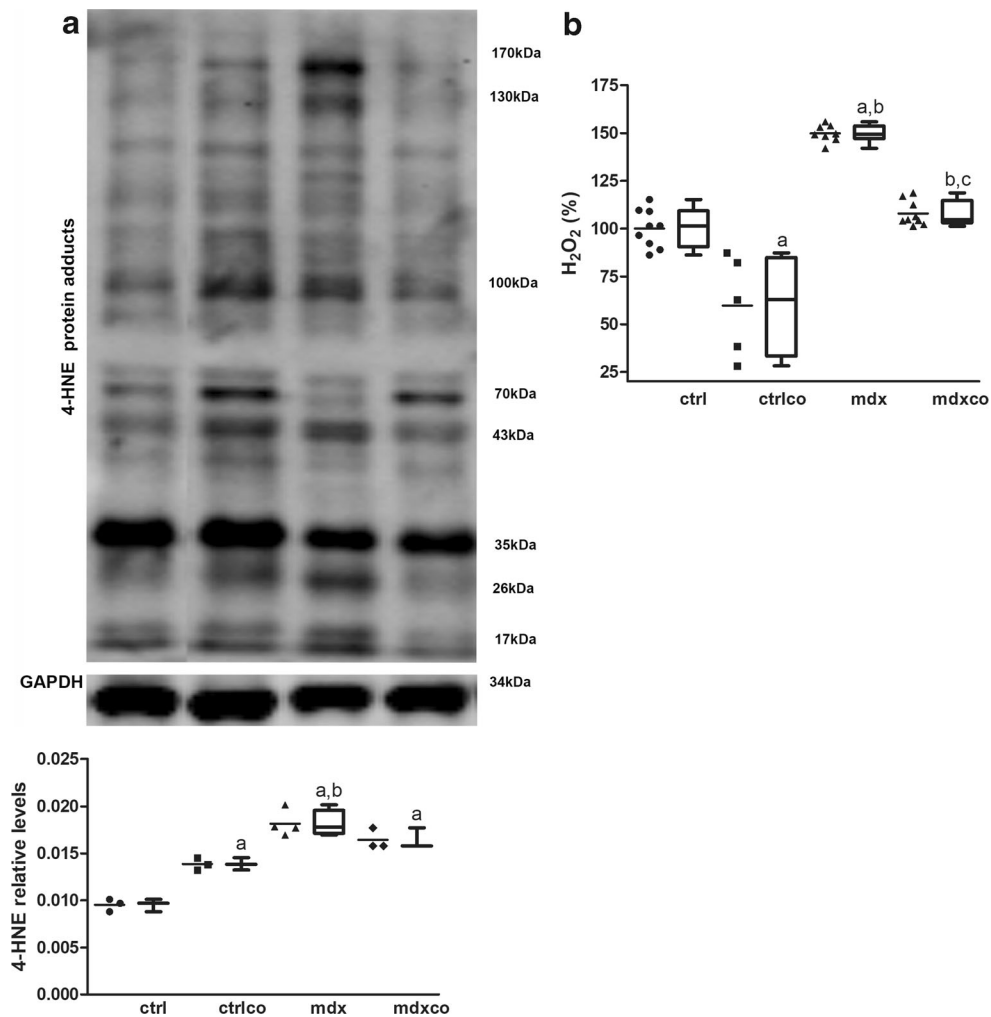 a
170kDa
130kDa
100kDa
70kDa
43kDa
35kDa
26kDa
17kDa
4-HNE protein adducts
GAPDH
34kDa
4-HNE relative levels
0.025
0.020
0.015
0.010
0.005
0.000
a
a,b
a
ctrl ctrlco mdx mdxco
b
H₂O₂ (%)
175
150
125
100
75
50
25
a
a,b
b,c
ctrl ctrlco mdx mdxco